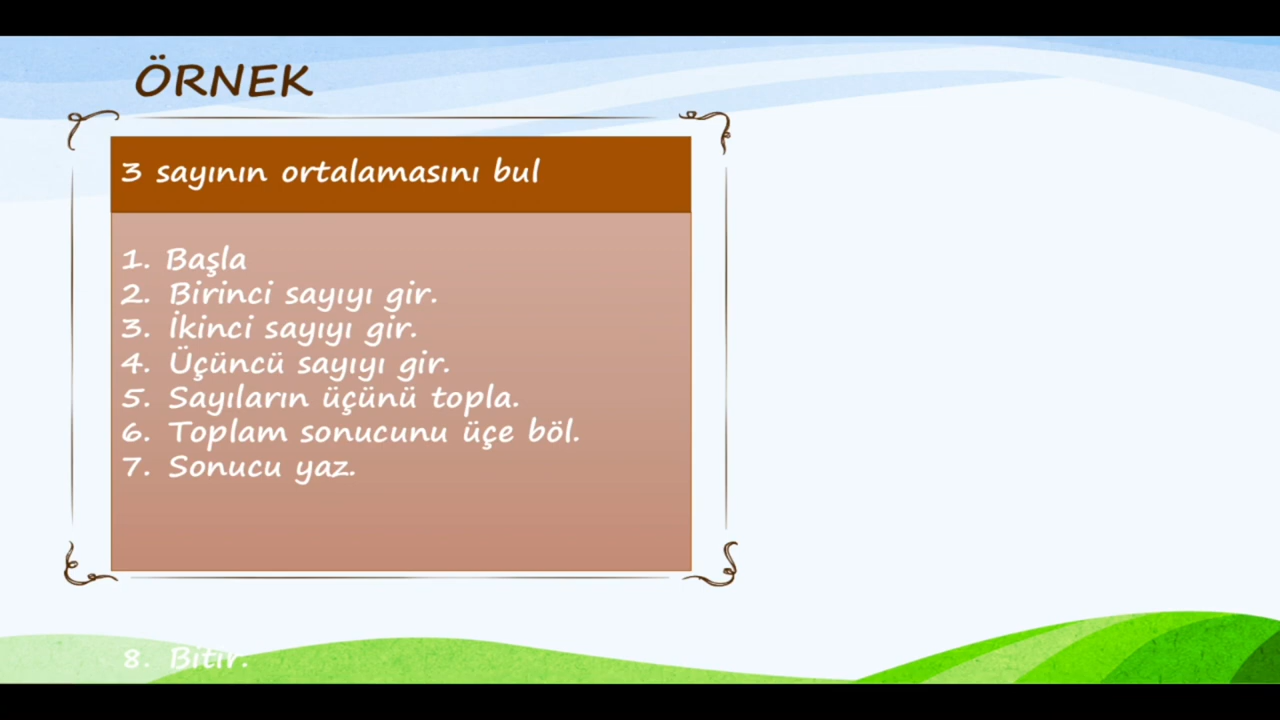 ÖRNEK
3 sayının ortalamasını bul
1. Başla
2. Birinci sayıyı gir.
3. İkinci sayıyı gir.
4. Üçüncü sayıyı gir.
5. Sayıların üçünü topla.
6. Toplam sonucunu üçe böl.
7. Sonucu yaz.
8. Bitir.